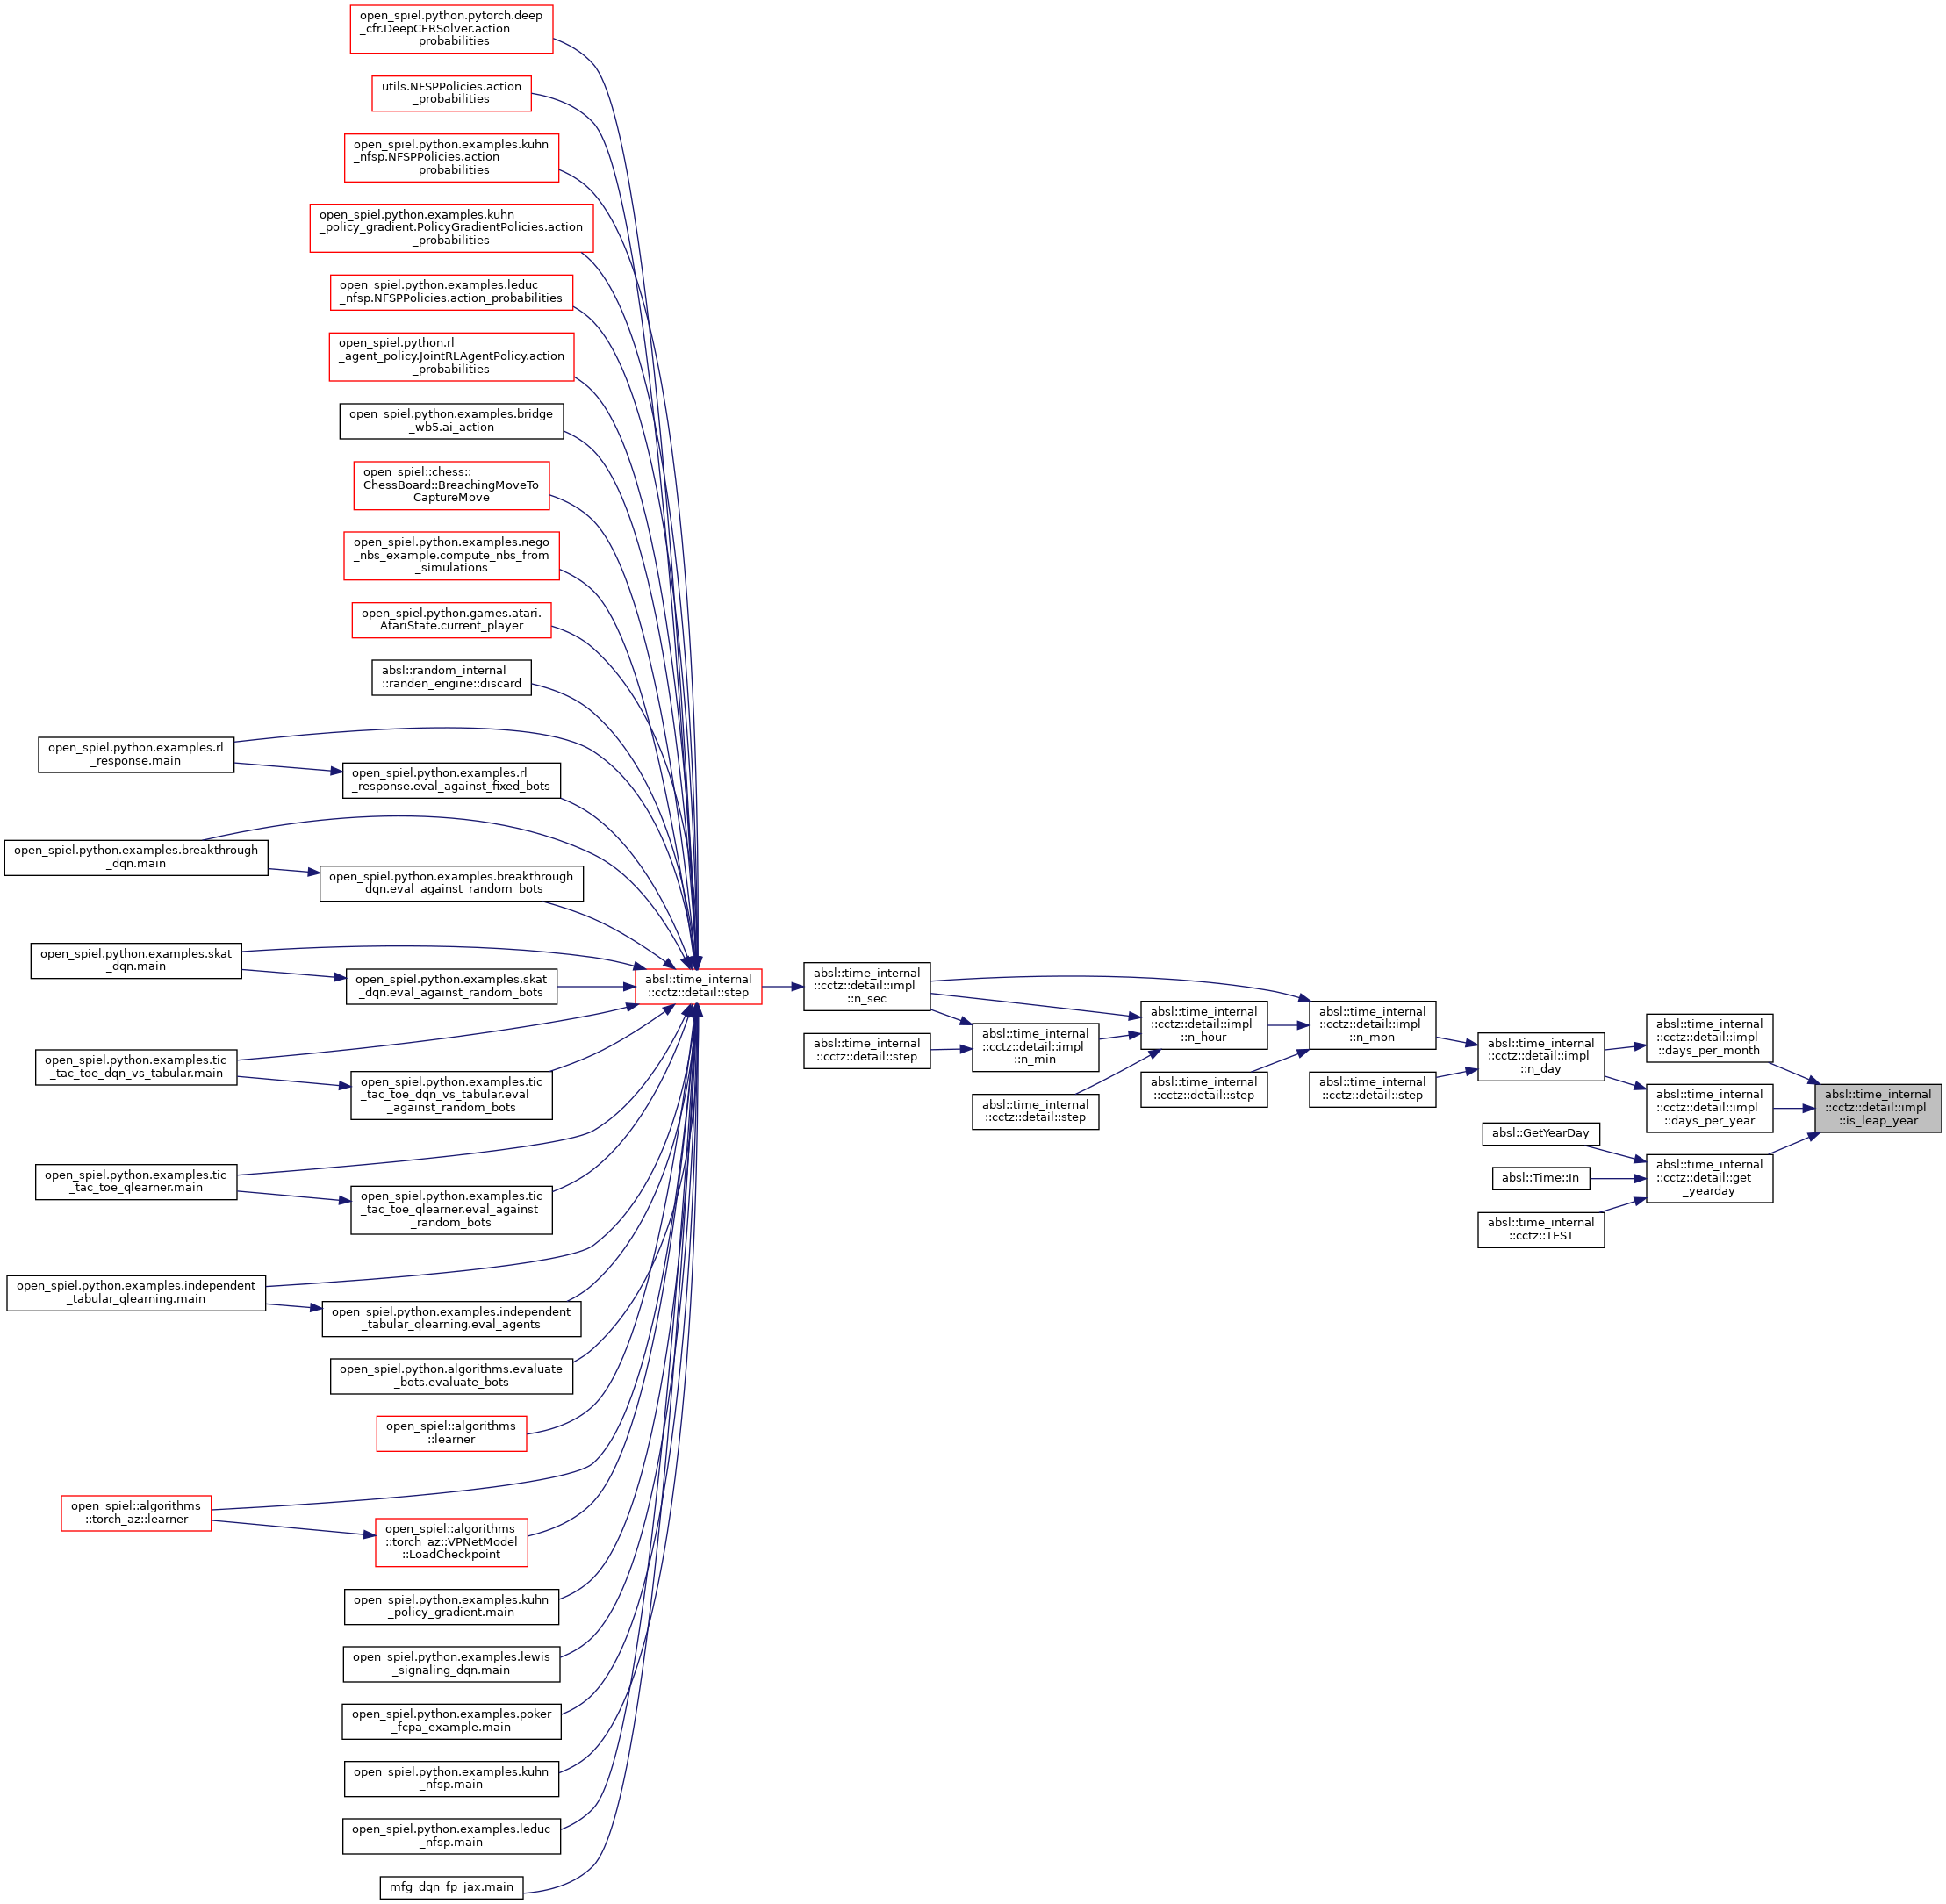 open_spiel.python.pytorch.deep
_cfr.DeepCFRSolver.action
_probabilities
utils.NFSPPolicies.action
_probabilities
open_spiel.python.examples.kuhn
_nfsp.NFSPPolicies.action
_probabilities
open_spiel.python.examples.kuhn
_policy_gradient.PolicyGradientPolicies.action
_probabilities
open_spiel.python.examples.leduc
_nfsp.NFSPPolicies.action_probabilities
open_spiel.python.rl
_agent_policy.JointRLAgentPolicy.action
_probabilities
open_spiel.python.examples.bridge
_wb5.ai_action
open_spiel::chess::
ChessBoard::BreachingMoveTo
CaptureMove
open_spiel.python.examples.nego
_nbs_example.compute_nbs_from
_simulations
open_spiel.python.games.atari.
AtariState.current_player
absl::random_internal
::randen_engine::discard
open_spiel.python.examples.rl
_response.main
open_spiel.python.examples.rl
_response.eval_against_fixed_bots
open_spiel.python.examples.breakthrough
_dqn.main
open_spiel.python.examples.breakthrough
_dqn.eval_against_random_bots
open_spiel.python.examples.skat
_dqn.main
open_spiel.python.examples.skat
_dqn.eval_against_random_bots
open_spiel.python.examples.tic
_tac_toe_dqn_vs_tabular.main
open_spiel.python.examples.tic
_tac_toe_dqn_vs_tabular.eval
_against_random_bots
open_spiel.python.examples.tic
_tac_toe_qlearner.main
open_spiel.python.examples.tic
_tac_toe_qlearner.eval_against
_random_bots
open_spiel.python.examples.independent
_tabular_qlearning.main
open_spiel.python.examples.independent
_tabular_qlearning.eval_agents
open_spiel.python.algorithms.evaluate
_bots.evaluate_bots
open_spiel::algorithms
::learner
open_spiel::algorithms
::torch_az::learner
open_spiel::algorithms
::torch_az::VPNetModel
::LoadCheckpoint
open_spiel.python.examples.kuhn
_policy_gradient.main
open_spiel.python.examples.lewis
_signaling_dqn.main
open_spiel.python.examples.poker
_fcpa_example.main
open_spiel.python.examples.kuhn
_nfsp.main
open_spiel.python.examples.leduc
_nfsp.main
mfg_dqn_fp_jax.main
absl::time_internal
::cctz::detail::step
absl::time_internal
::cctz::detail::impl
::n_sec
absl::time_internal
::cctz::detail::step
absl::time_internal
::cctz::detail::impl
::n_min
absl::time_internal
::cctz::detail::step
absl::time_internal
::cctz::detail::impl
::n_hour
absl::time_internal
::cctz::detail::step
absl::time_internal
::cctz::detail::impl
::n_mon
absl::time_internal
::cctz::detail::step
absl::time_internal
::cctz::detail::impl
::n_day
absl::GetYearDay
absl::Time::In
absl::time_internal
::cctz::TEST
absl::time_internal
::cctz::detail::impl
::days_per_month
absl::time_internal
::cctz::detail::impl
::days_per_year
absl::time_internal
::cctz::detail::get
_yearday
absl::time_internal
::cctz::detail::impl
::is_leap_year